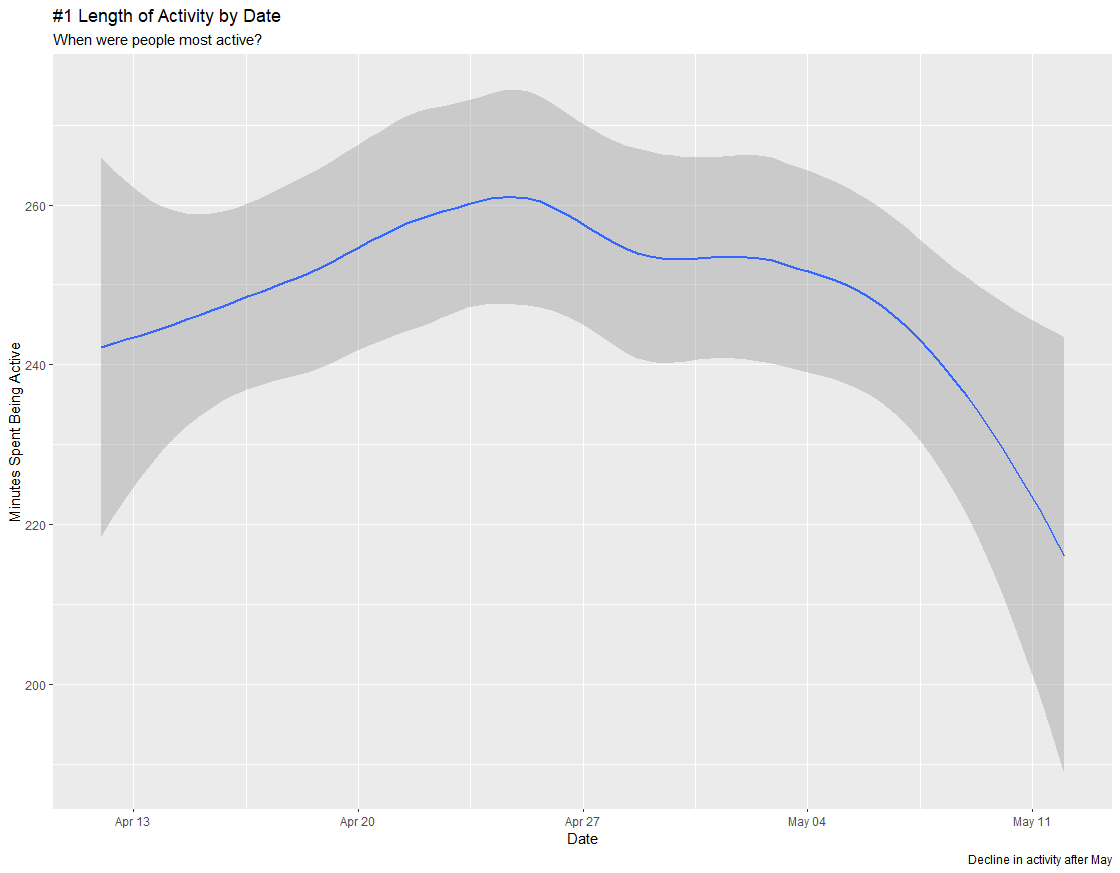 #1 Length of Activity by Date
When were people most active?
Minutes Spent Being Active
260
240
220
200
Apr 13
Apr 20
Apr 27
May 04
May 11
Date
Decline in activity after May